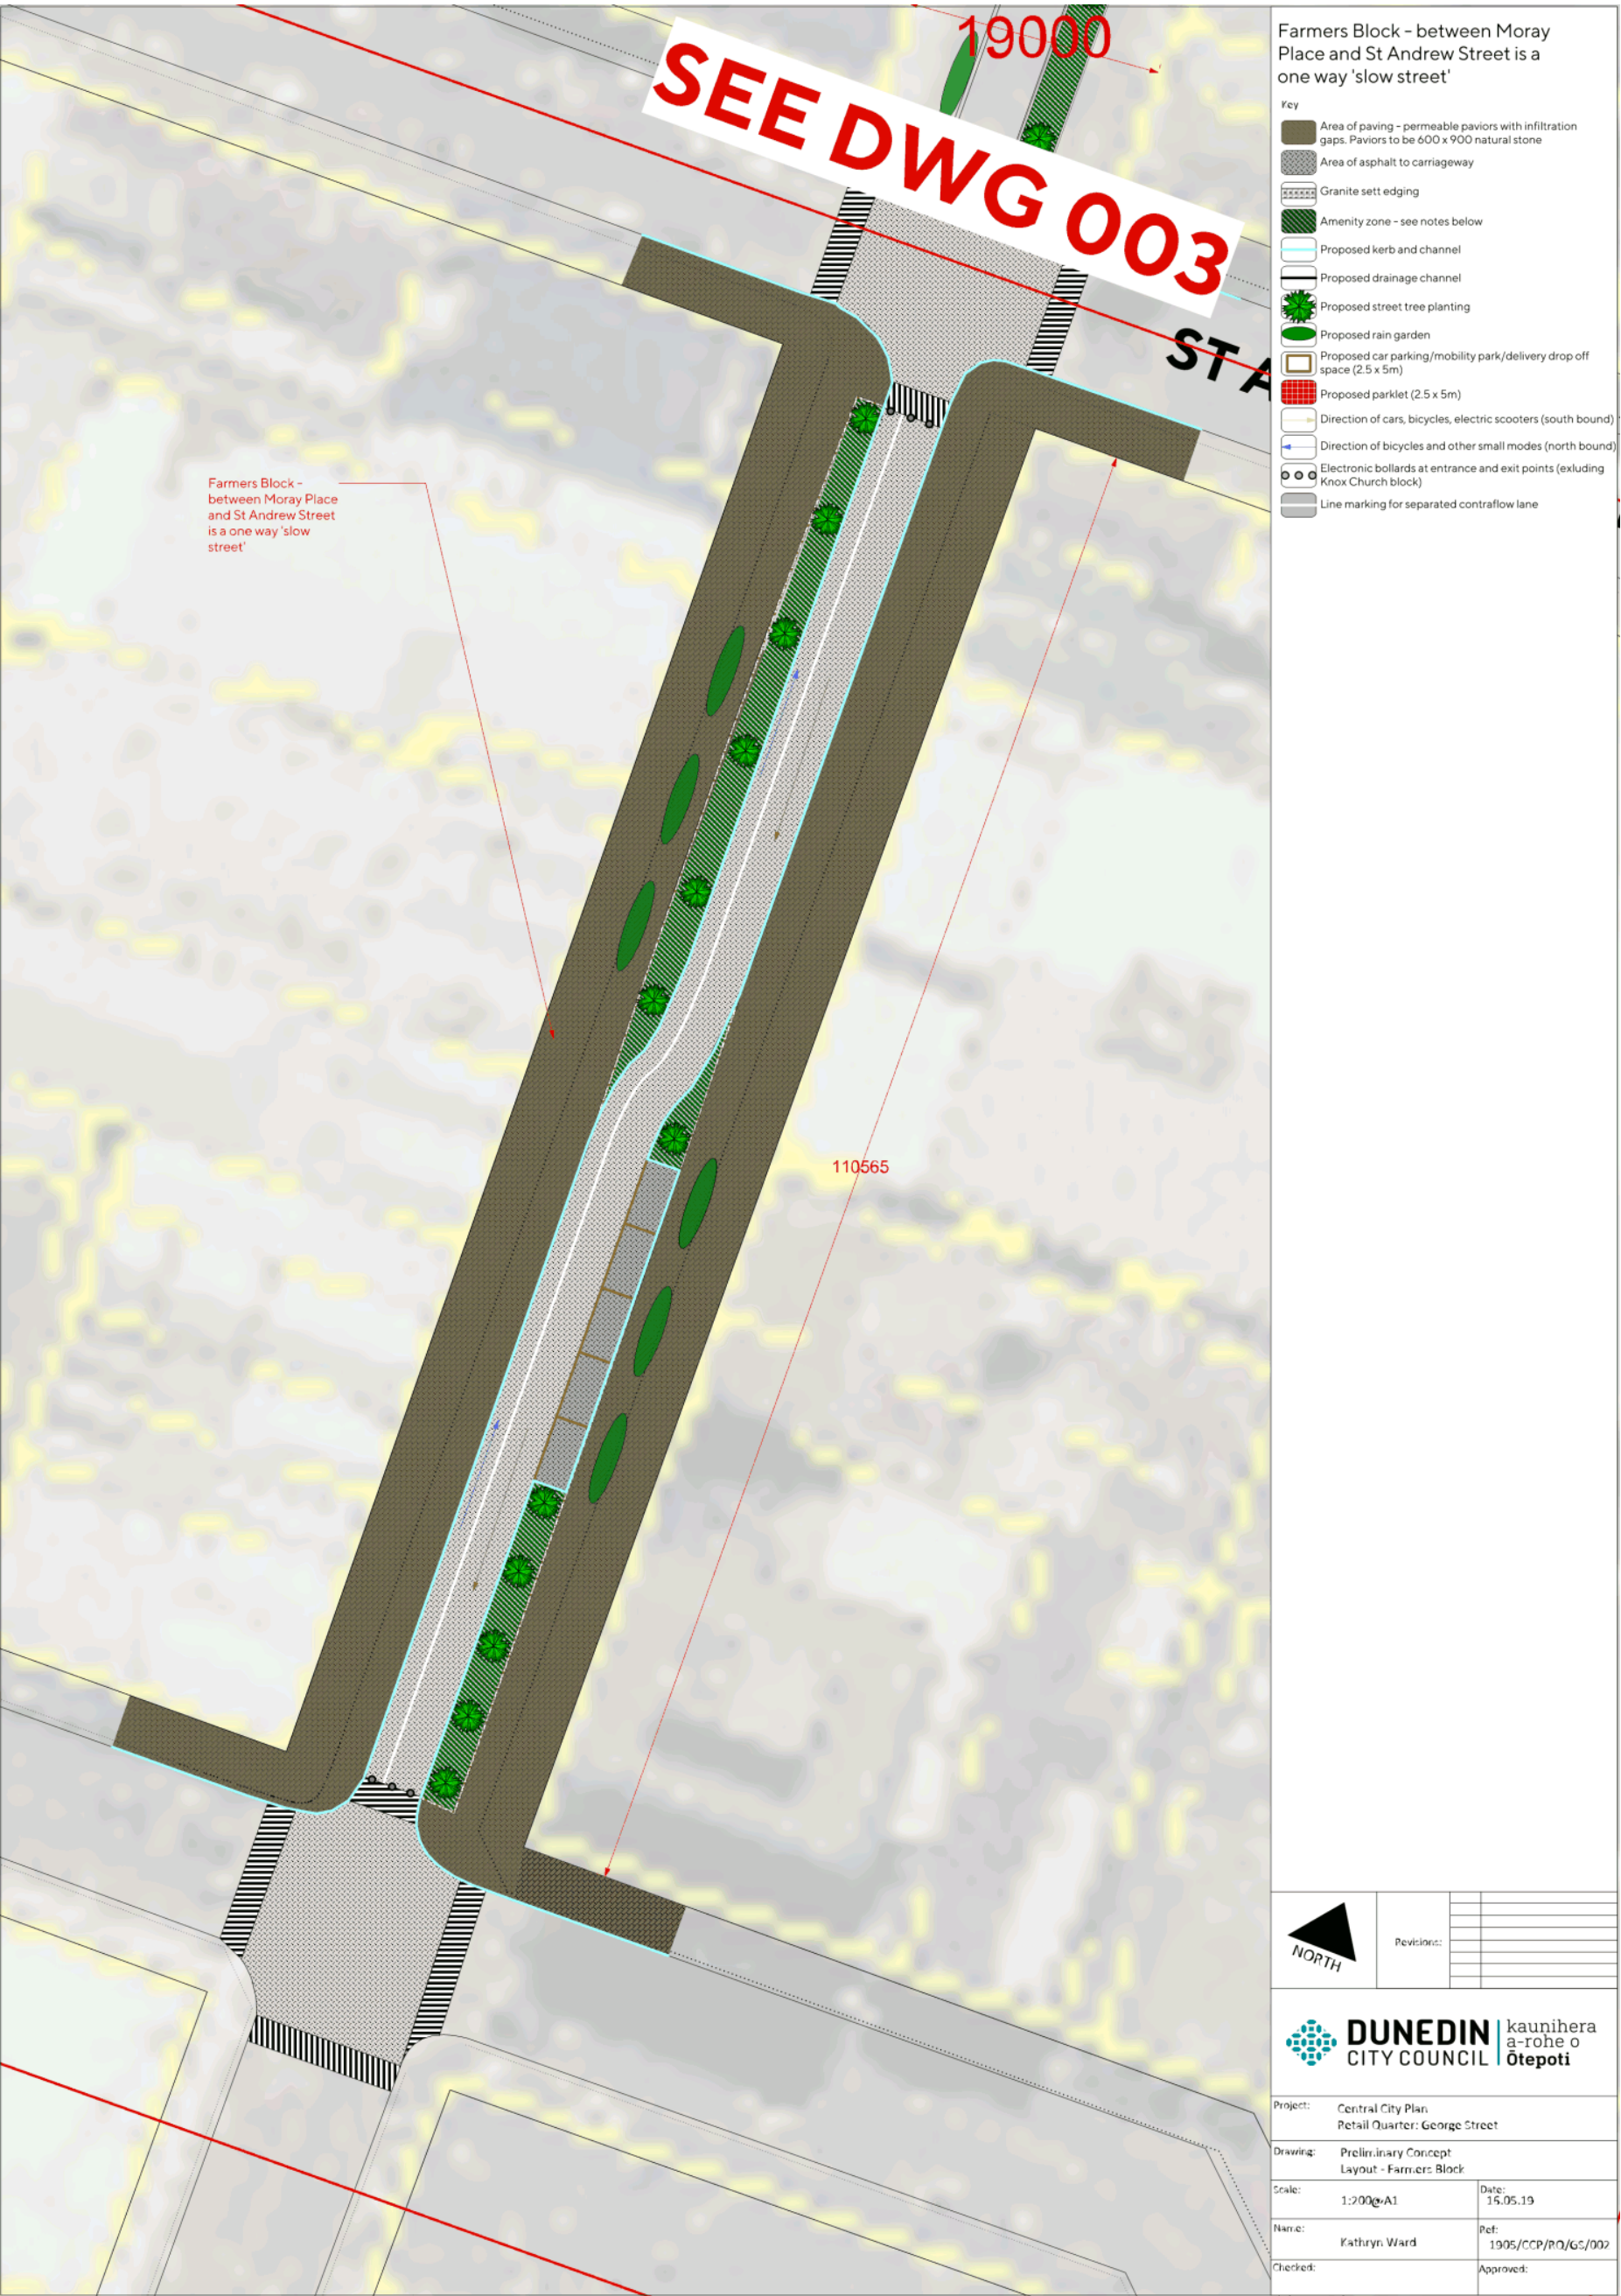 19000
SEE DWG 003
ST A
Farmers Block -
between Moray Place
and St Andrew Street
is a one way 'slow
street'
110565
Farmers Block - between Moray
Place and St Andrew Street is a
one way 'slow street'
Key
Area of paving - permeable paviors with infiltration
gaps. Paviors to be 600 x 900 natural stone
Area of asphalt to carriageway
Granite sett edging
Amenity zone - see notes below
Proposed kerb and channel
Proposed drainage channel
Proposed street tree planting
Proposed rain garden
Proposed car parking/mobility park/delivery drop off
space (2.5 x 5m)
Proposed parklet (2.5 x 5m)
Direction of cars, bicycles, electric scooters (south bound)
Direction of bicycles and other small modes (north bound)
Electronic bollards at entrance and exit points (exluding
Knox Church block)
Line marking for separated contraflow lane
NORTH
Revisions:
DUNEDIN
CITY COUNCIL
kaunihera
a-rohe o
Ōtepoti
Project: Central City Plan
Retail Quarter: George Street
Drawing: Preliminary Concept
Layout - Farmers Block
Scale: 1:200@A1
Date: 15.05.19
Name: Kathryn Ward
Ref: 1905/CCP/RQ/GS/002
Checked:
Approved: